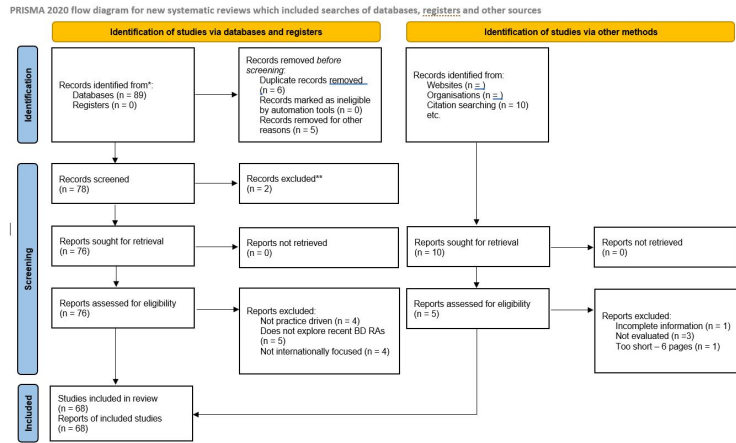 PRISMA 2020 flow diagram for new systematic reviews which included searches of databases, registers and other sources
Identification of studies via databases and registers
Identification of studies via other methods
Identification
Records identified from*:
Databases (n = 89)
Registers (n = 0)
Records removed before
screening:
Duplicate records removed
(n = 6)
Records marked as ineligible
by automation tools (n = 0)
Records removed for other
reasons (n = 5)
Records identified from:
Websites (n = )
Organisations (n = )
Citation searching (n = 10)
etc.
Screening
Records screened
(n = 78)
Records excluded**
(n = 2)
Reports sought for retrieval
(n = 76)
Reports not retrieved
(n = 0)
Reports sought for retrieval
(n = 10)
Reports not retrieved
(n = 0)
Reports assessed for eligibility
(n = 76)
Reports excluded:
Not practice driven (n = 4)
Does not explore recent BD RAs
(n = 5)
Not internationally focused (n = 4)
Reports assessed for eligibility
(n = 5)
Reports excluded:
Incomplete information (n = 1)
Not evaluated (n =3)
Too short – 6 pages (n = 1)
Included
Studies included in review
(n = 68)
Reports of included studies
(n = 68)